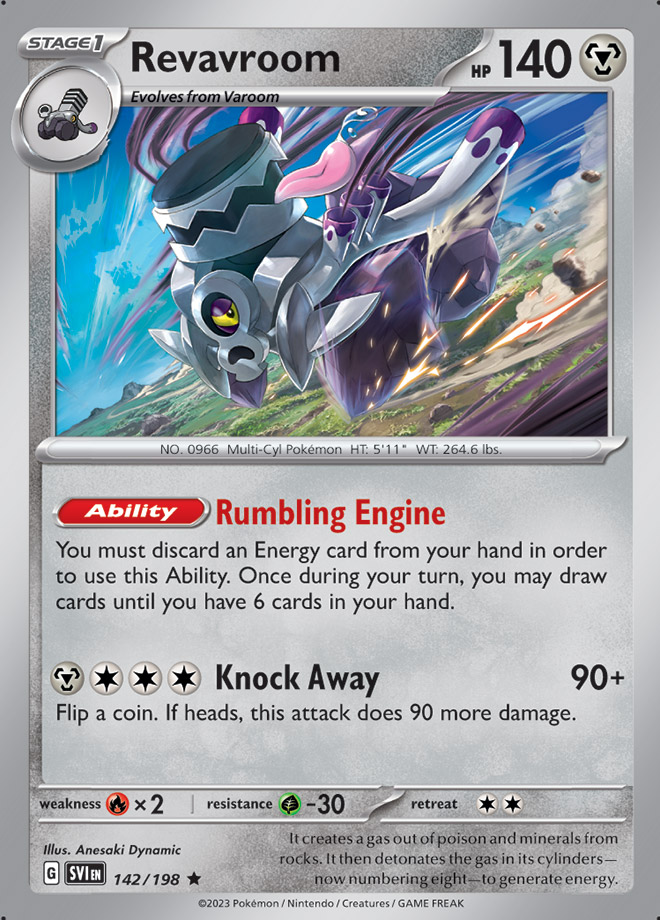 STAGE 1
Revavroom
HP 140
Evolves from Varoom
NO. 0966 Multi-Cyl Pokémon HT: 5'11" WT: 264.6 lbs.
Ability Rumbling Engine
You must discard an Energy card from your hand in order
to use this Ability. Once during your turn, you may draw
cards until you have 6 cards in your hand.
Knock Away 90+
Flip a coin. If heads, this attack does 90 more damage.
weakness ×2 resistance -30 retreat
Illus. Anesaki Dynamic
It creates a gas out of poison and minerals from
rocks. It then detonates the gas in its cylinders—
now numbering eight—to generate energy.
G SVI EN 142/198 ★
©2023 Pokémon / Nintendo / Creatures / GAME FREAK